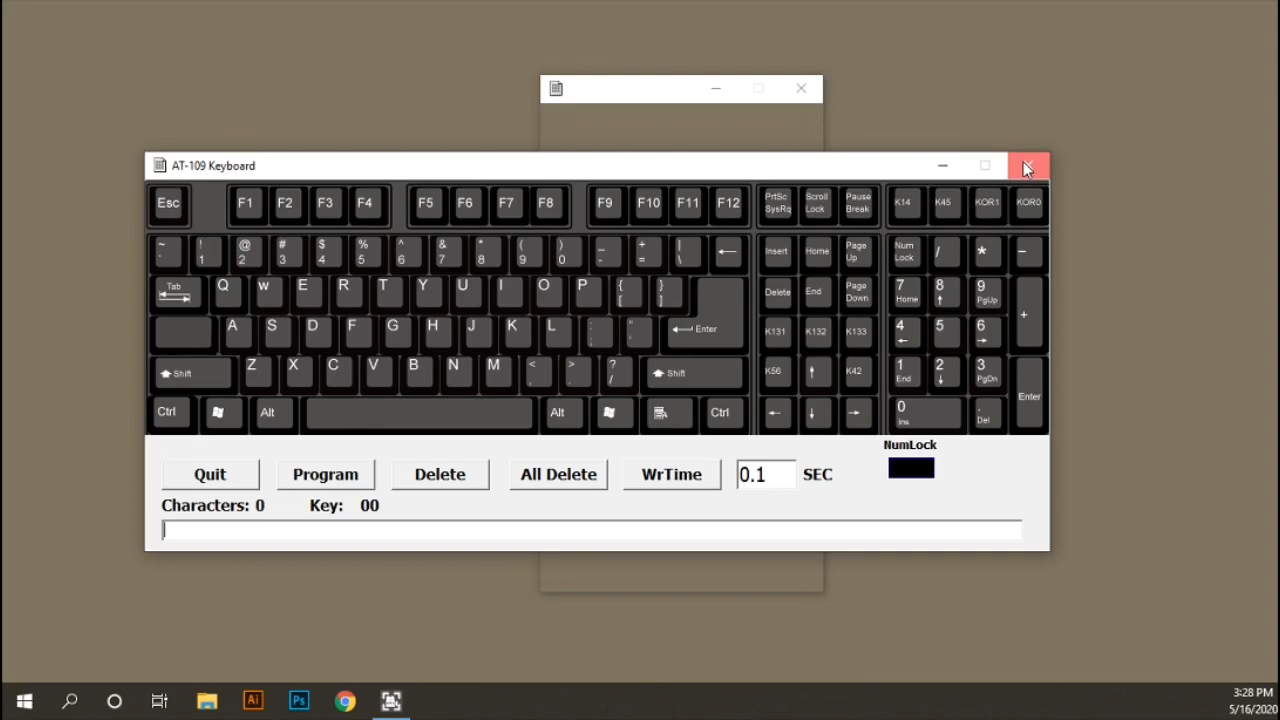 AT-109 Keyboard
Esc F1 F2 F3 F4 F5 F6 F7 F8 F9 F10 F11 F12 PrtSc SysRq Scroll Lock Pause Break K14 K45 KOR1 KOR0
~ ` ! 1 @ 2 # 3 $ 4 % 5 ^ 6 & 7 * 8 ( 9 ) 0 _ - + = | \ ← Insert Home Page Up Num Lock / * -
Tab Q w E R T Y U I O P { [ } ] Delete End Page Down 7 Home 8 ↑ 9 PgUp
A S D F G H J K L : ; " ' Enter K131 K132 K133 4 ← 5 6 → +
Shift Z X C V B N M < , > . ? / Shift K56 ↑ K42 1 End 2 ↓ 3 PgDn
Ctrl Alt Alt Ctrl ← ↓ → 0 Ins . Del Enter
NumLock
Quit Program Delete All Delete WrTime 0.1 SEC
Characters: 0 Key: 00
Ai Ps 3:28 PM
5/16/2020